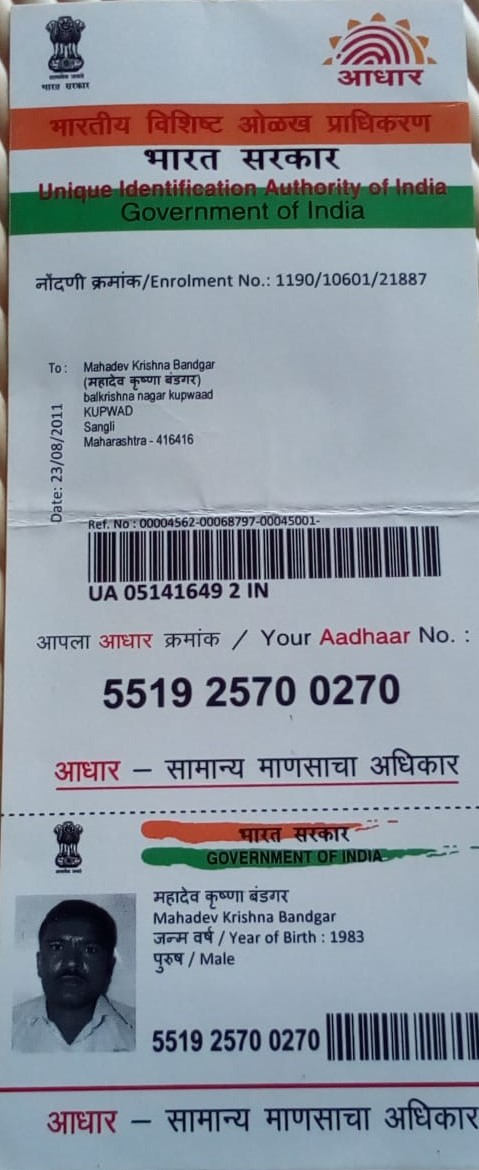 भारत सरकार
आधार
भारतीय विशिष्ट ओळख प्राधिकरण
भारत सरकार
Unique Identification Authority of India
Government of India
नोंदणी क्रमांक/Enrolment No.: 1190/10601/21887
To : Mahadev Krishna Bandgar
(महादेव कृष्णा बंडगर)
balkrishna nagar kupwaad
KUPWAD
Sangli
Maharashtra - 416416
Date: 23/08/2011
Ref. No : 00004562-00068797-00045001-
UA 05141649 2 IN
आपला आधार क्रमांक / Your Aadhaar No. :
5519 2570 0270
आधार – सामान्य माणसाचा अधिकार
भारत सरकार
GOVERNMENT OF INDIA
महादेव कृष्णा बंडगर
Mahadev Krishna Bandgar
जन्म वर्ष / Year of Birth : 1983
पुरुष / Male
5519 2570 0270
आधार – सामान्य माणसाचा अधिकार